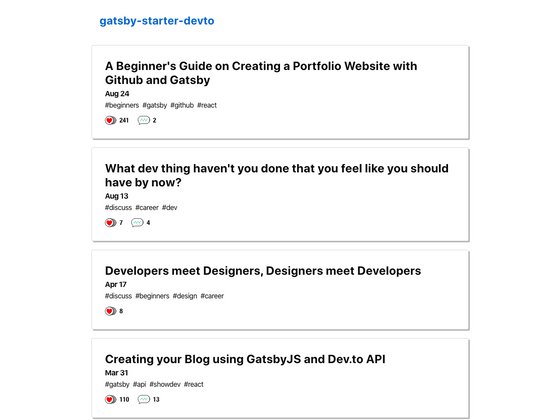 gatsby-starter-devto
A Beginner's Guide on Creating a Portfolio Website with
Github and Gatsby
Aug 24
#beginners #gatsby #github #react
241 2
What dev thing haven't you done that you feel like you should
have by now?
Aug 13
#discuss #career #dev
7 4
Developers meet Designers, Designers meet Developers
Apr 17
#discuss #beginners #design #career
8
Creating your Blog using GatsbyJS and Dev.to API
Mar 31
#gatsby #api #showdev #react
110 13